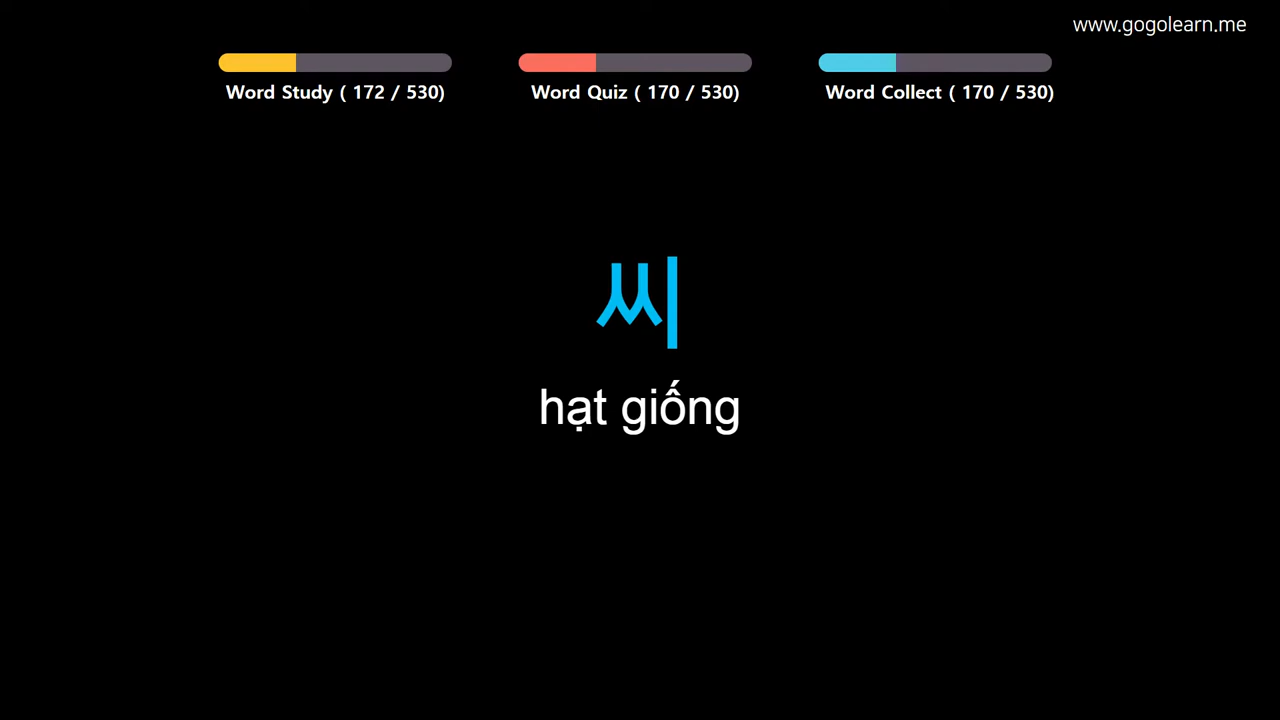 www.gogolearn.me
Word Study ( 172 / 530)
Word Quiz ( 170 / 530)
Word Collect ( 170 / 530)
씨
hạt giống